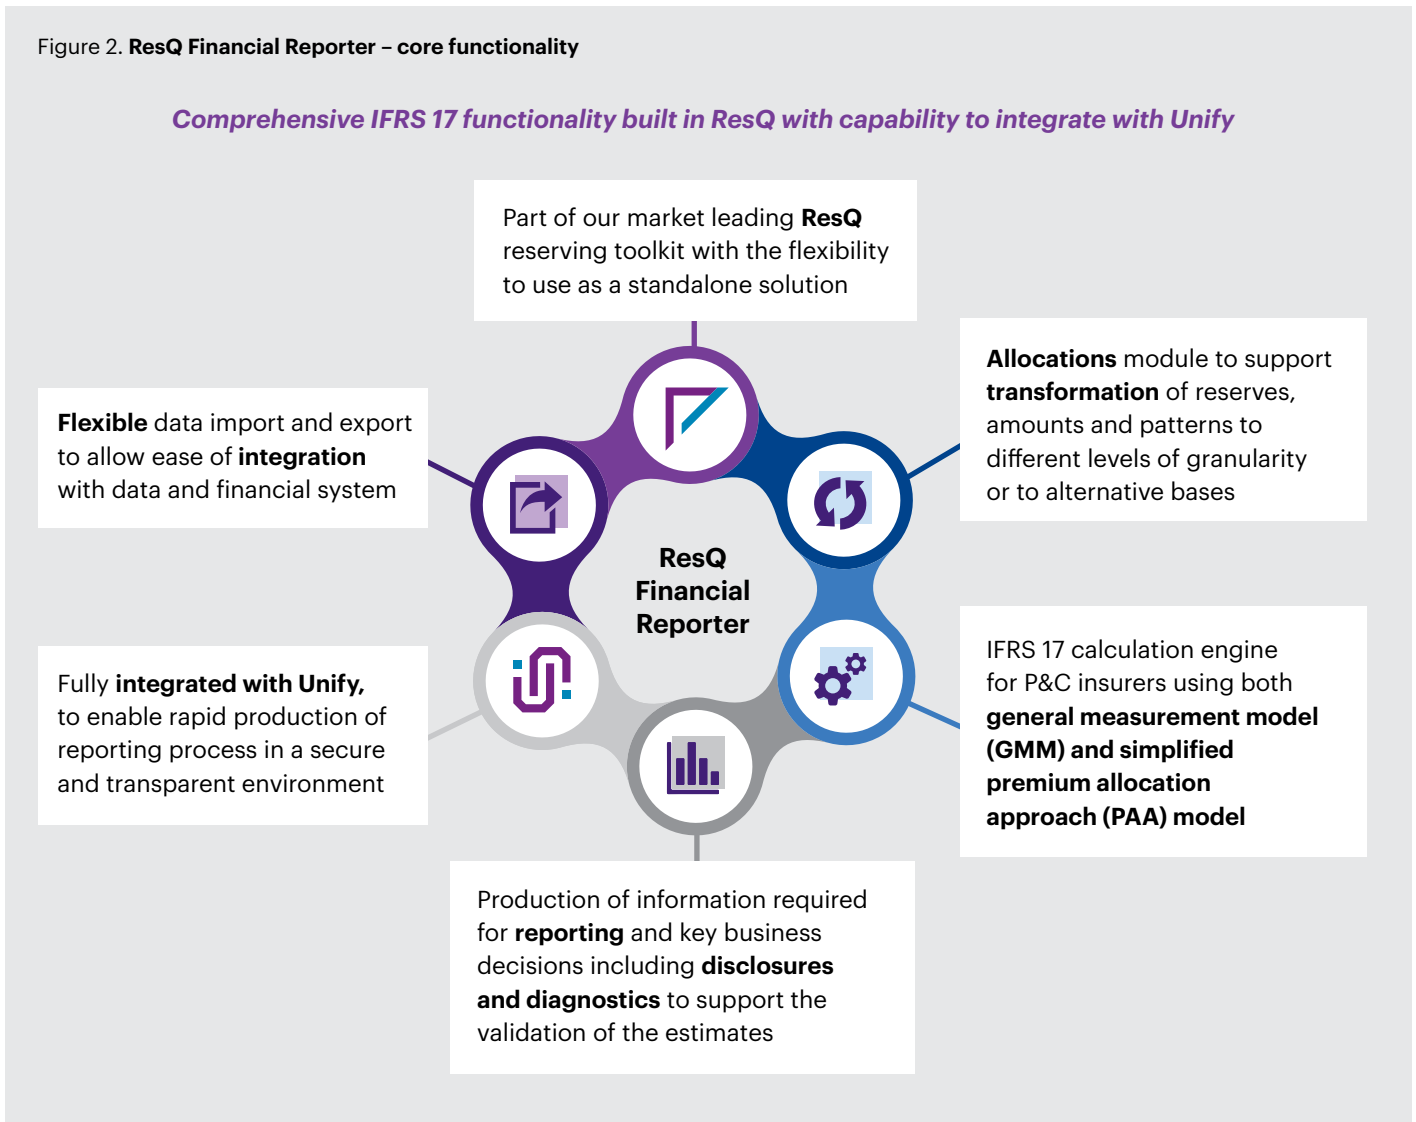 Figure 2. ResQ Financial Reporter – core functionality
Comprehensive IFRS 17 functionality built in ResQ with capability to integrate with Unify
Part of our market leading ResQ
reserving toolkit with the flexibility
to use as a standalone solution
Allocations module to support
transformation of reserves,
amounts and patterns to
different levels of granularity
or to alternative bases
Flexible data import and export
to allow ease of integration
with data and financial system
ResQ
Financial
Reporter
IFRS 17 calculation engine
for P&C insurers using both
general measurement model
(GMM) and simplified
premium allocation
approach (PAA) model
Fully integrated with Unify,
to enable rapid production of
reporting process in a secure
and transparent environment
Production of information required
for reporting and key business
decisions including disclosures
and diagnostics to support the
validation of the estimates